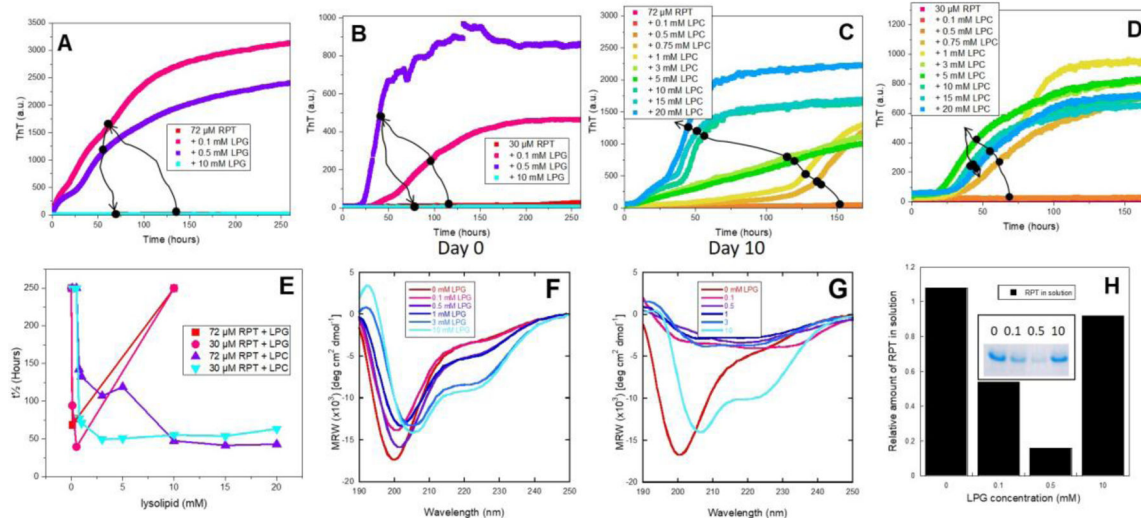 A
ThT (a.u.)
3500
3000
2500
2000
1500
1000
500
0
72 µM RPT
+ 0.1 mM LPG
+ 0.5 mM LPG
+ 10 mM LPG
0 50 100 150 200 250
Time (hours)
B
ThT (a.u.)
1000
800
600
400
200
0
30 µM RPT
+ 0.1 mM LPG
+ 0.5 mM LPG
+ 10 mM LPG
0 50 100 150 200 250
Time (hours)
C
ThT (a.u.)
3000
2500
2000
1500
1000
500
0
72 µM RPT
+ 0.1 mM LPC
+ 0.5 mM LPC
+ 0.75 mM LPC
+ 1 mM LPC
+ 3 mM LPC
+ 5 mM LPC
+ 10 mM LPC
+ 15 mM LPC
+ 20 mM LPC
0 50 100 150
Time (hours)
D
ThT (a.u.)
1200
1000
800
600
400
200
0
30 µM RPT
+ 0.1 mM LPC
+ 0.5 mM LPC
+ 0.75 mM LPC
+ 1 mM LPC
+ 3 mM LPC
+ 5 mM LPC
+ 10 mM LPC
+ 15 mM LPC
+ 20 mM LPC
0 50 100 150
Time (hours)
Day 0
Day 10
E
t½ (Hours)
250
200
150
100
50
0
72 µM RPT + LPG
30 µM RPT + LPG
72 µM RPT + LPC
30 µM RPT + LPC
0 5 10 15 20
lysolipid (mM)
F
MRW (x10³) [deg cm² dmol⁻¹]
5
0
-5
-10
-15
-20
0 mM LPG
0.1 mM LPG
0.5 mM LPG
1 mM LPG
3 mM LPG
10 mM LPG
190 200 210 220 230 240 250
Wavelength (nm)
G
MRW (x10³) [deg cm² dmol⁻¹]
5
0
-5
-10
-15
-20
0 mM LPG
0.1
0.5
1
3
10
190 200 210 220 230 240 250
Wavelength (nm)
H
Relative amount of RPT in solution
1.2
1
0.8
0.6
0.4
0.2
0
RPT in solution
0 0.1 0.5 10
0 0.1 0.5 10
LPG concentration (mM)